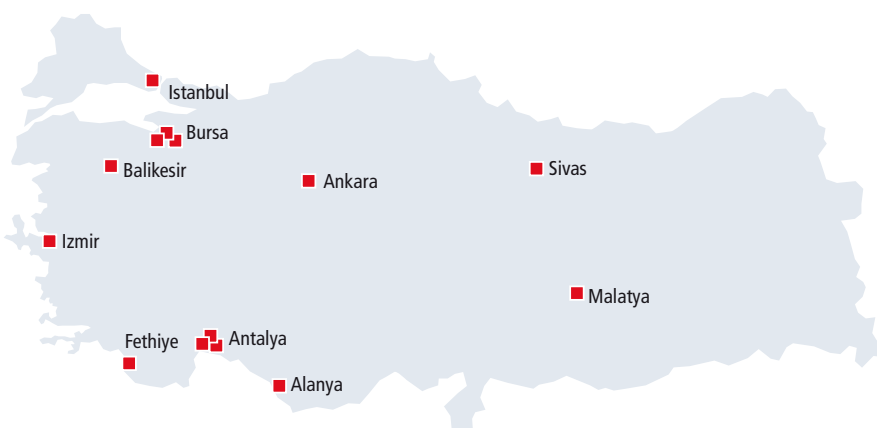 Istanbul
Bursa
Balikesir
Ankara
Sivas
Izmir
Malatya
Fethiye
Antalya
Alanya